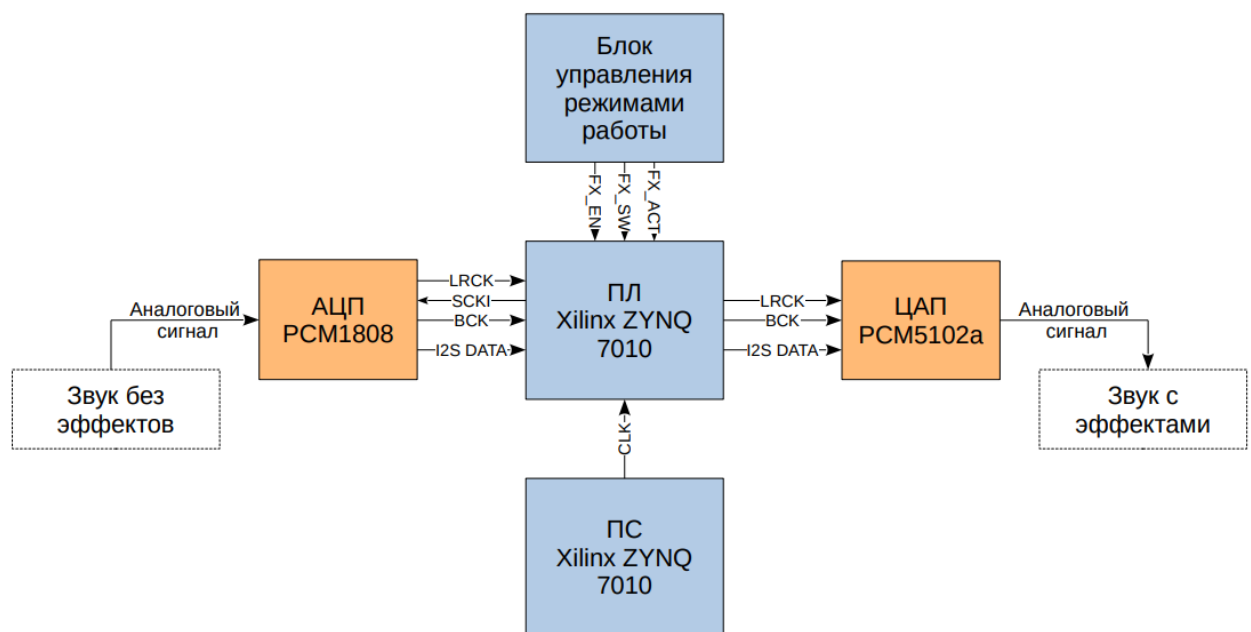 Блок
управления
режимами
работы
FX_EN
FX_SW
FX_ACT
Аналоговый
сигнал
АЦП
PCM1808
LRCK
SCKI
BCK
I2S DATA
ПЛ
Xilinx ZYNQ
7010
LRCK
BCK
I2S DATA
ЦАП
PCM5102a
Аналоговый
сигнал
Звук без
эффектов
Звук с
эффектами
CLK
ПС
Xilinx ZYNQ
7010